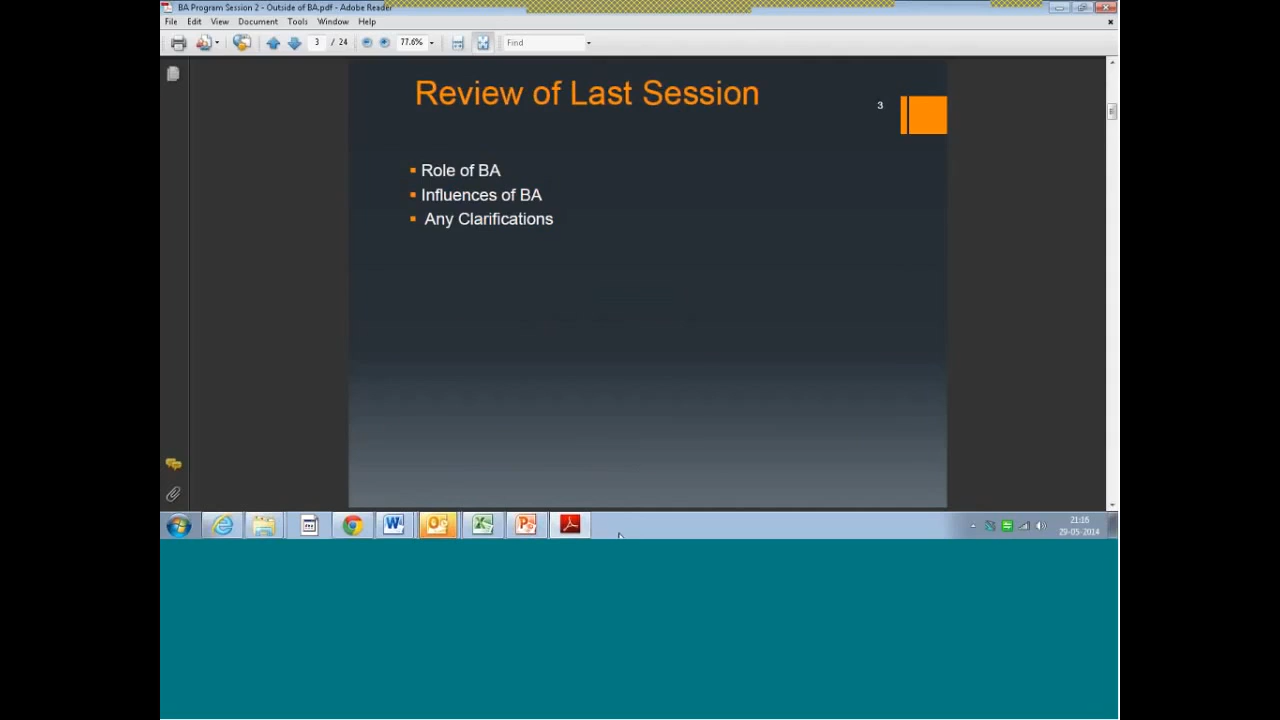 BA Program Session 2 - Outside of BA.pdf - Adobe Reader
File Edit View Document Tools Window Help
3 / 24 77.6% Find
Review of Last Session
3
Role of BA
Influences of BA
Any Clarifications
21:16
29-05-2014